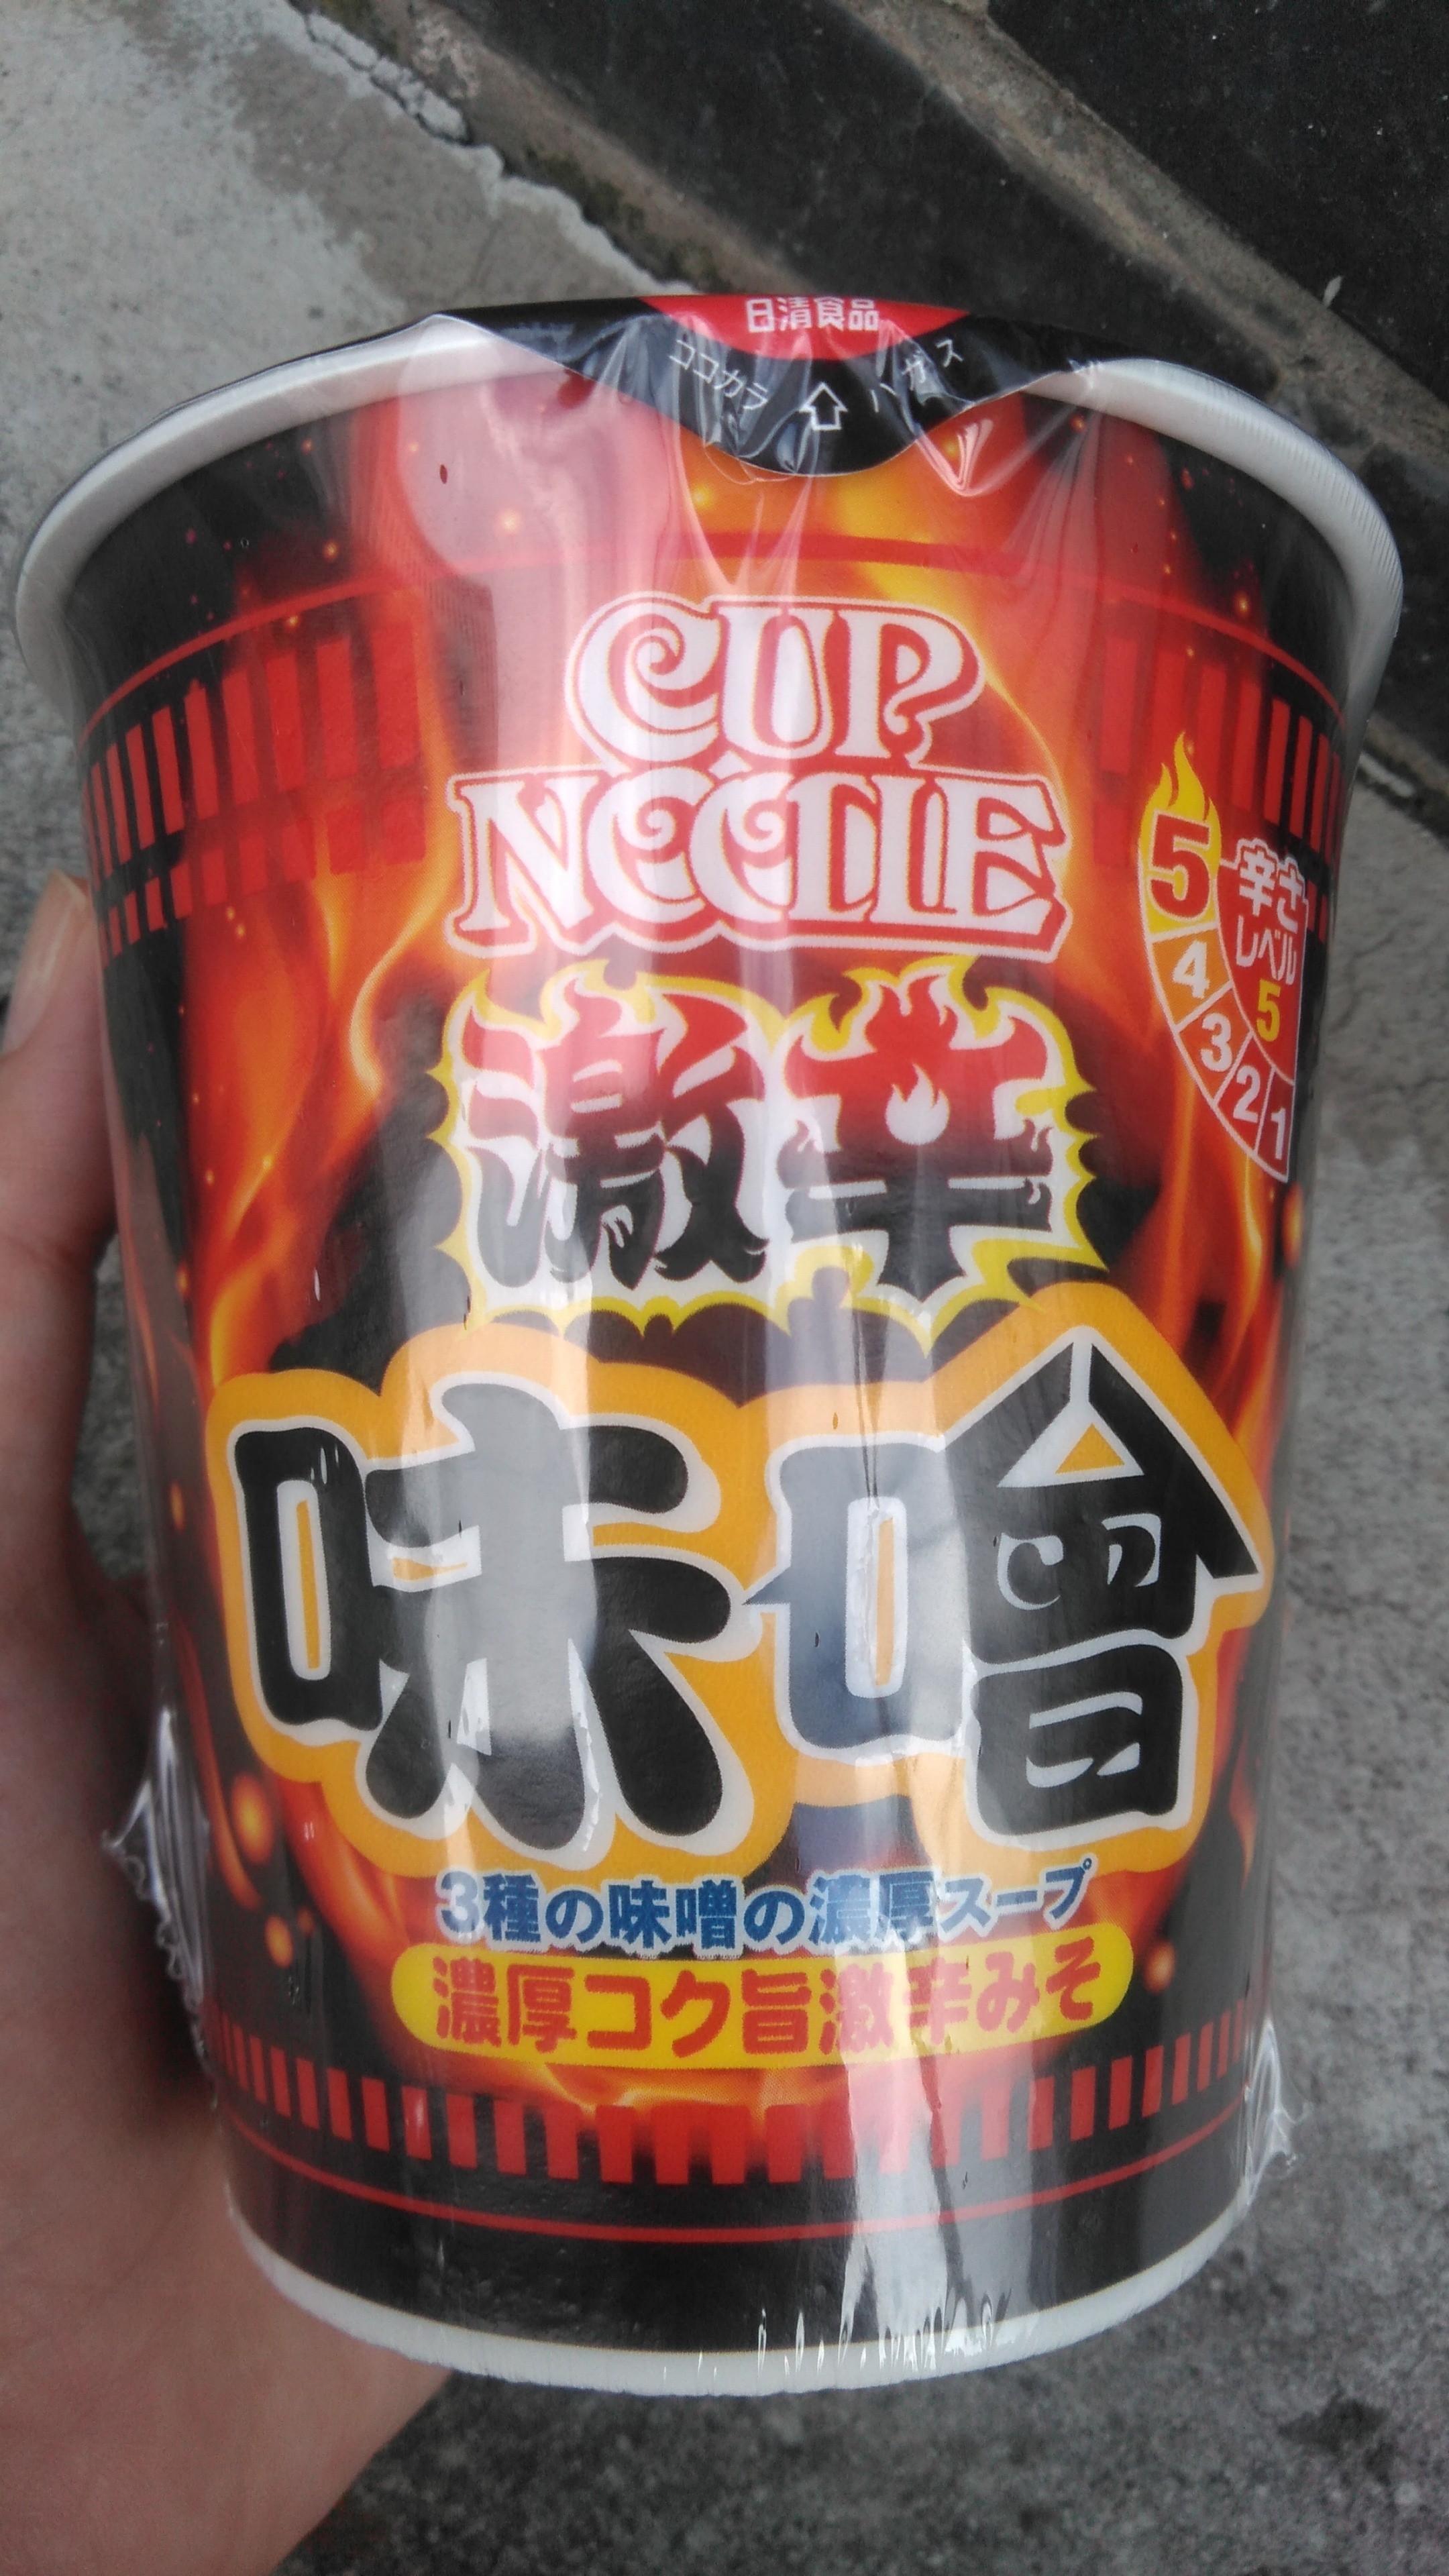 日清食品
ココカラ ハガス
CUP
NOODLE
辛さ
レベル
5
5
4
3
2
1
激辛
味噌
3種の味噌の濃厚スープ
濃厚コク旨激辛みそ